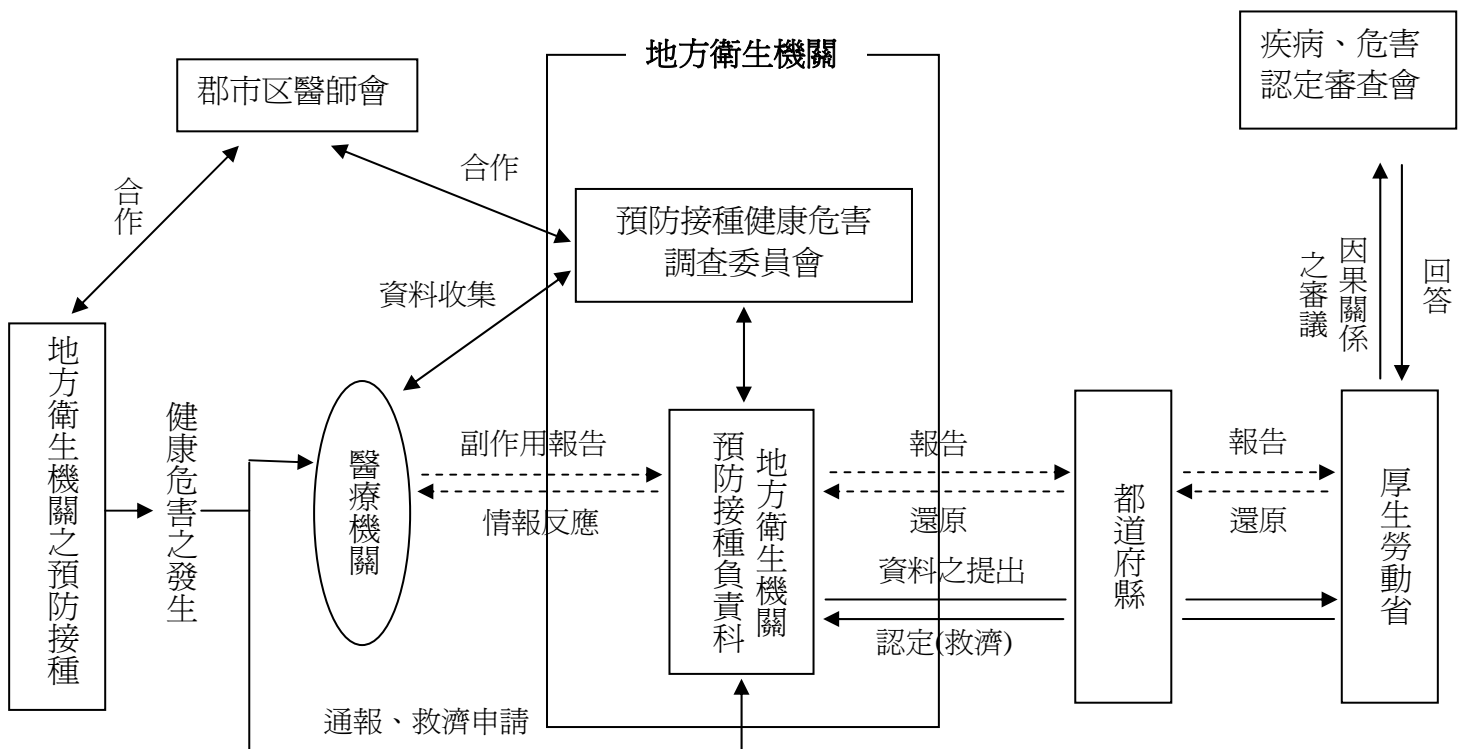 地方衛生機關
疾病、危害
認定審查會
郡市区醫師會
合作
合作
預防接種健康危害
調查委員會
資料收集
因果關係
之審議
回答
地方衛生機關之預防接種
健康危害之發生
醫療機關
副作用報告
情報反應
地方衛生機關
預防接種負責科
報告
還原
資料之提出
認定(救濟)
都道府縣
報告
還原
厚生勞動省
通報、救濟申請